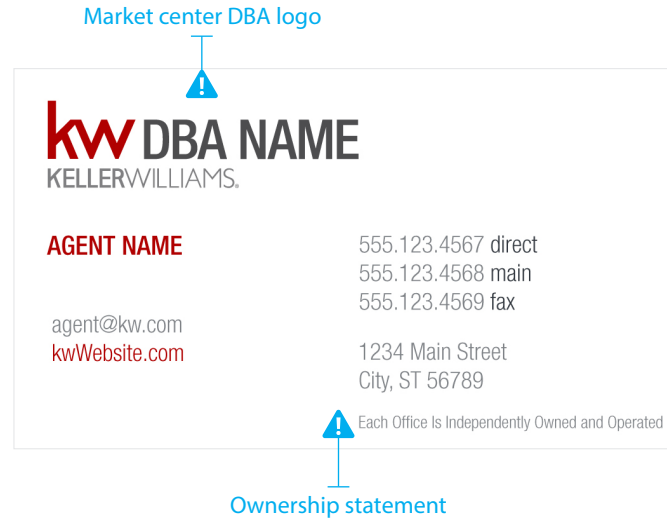 Market center DBA logo
kw DBA NAME
KELLERWILLIAMS.
AGENT NAME
agent@kw.com
kwWebsite.com
555.123.4567 direct
555.123.4568 main
555.123.4569 fax
1234 Main Street
City, ST 56789
Each Office Is Independently Owned and Operated
Ownership statement